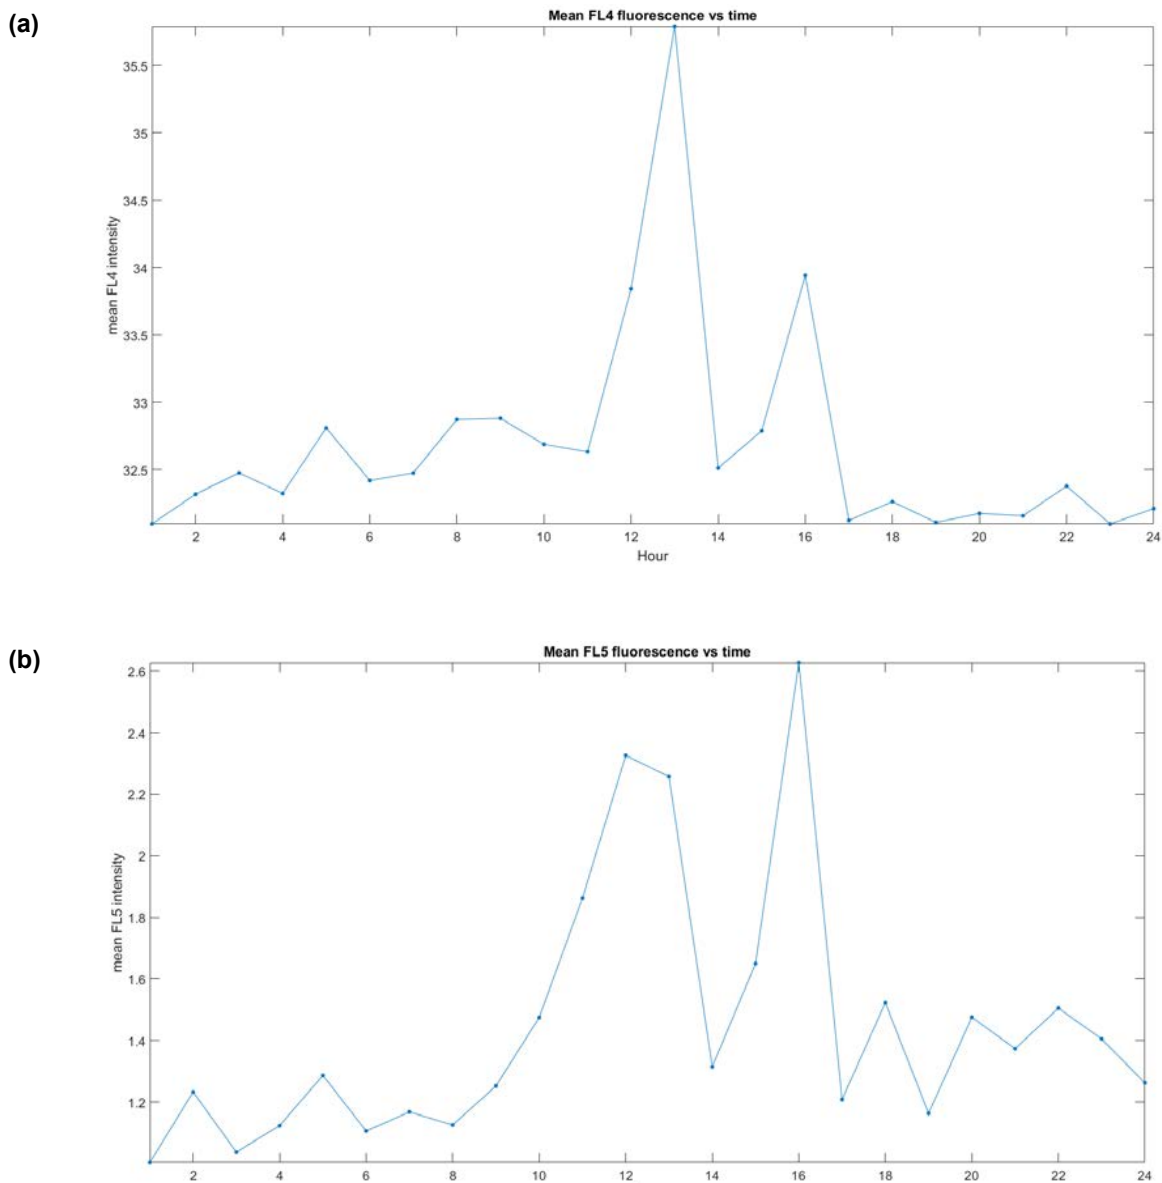 (a)
Mean FL4 fluorescence vs time
35.5
35
34.5
34
33.5
33
32.5
mean FL4 intensity
2 4 6 8 10 12 14 16 18 20 22 24
Hour
(b)
Mean FL5 fluorescence vs time
2.6
2.4
2.2
2
1.8
1.6
1.4
1.2
mean FL5 intensity
2 4 6 8 10 12 14 16 18 20 22 24